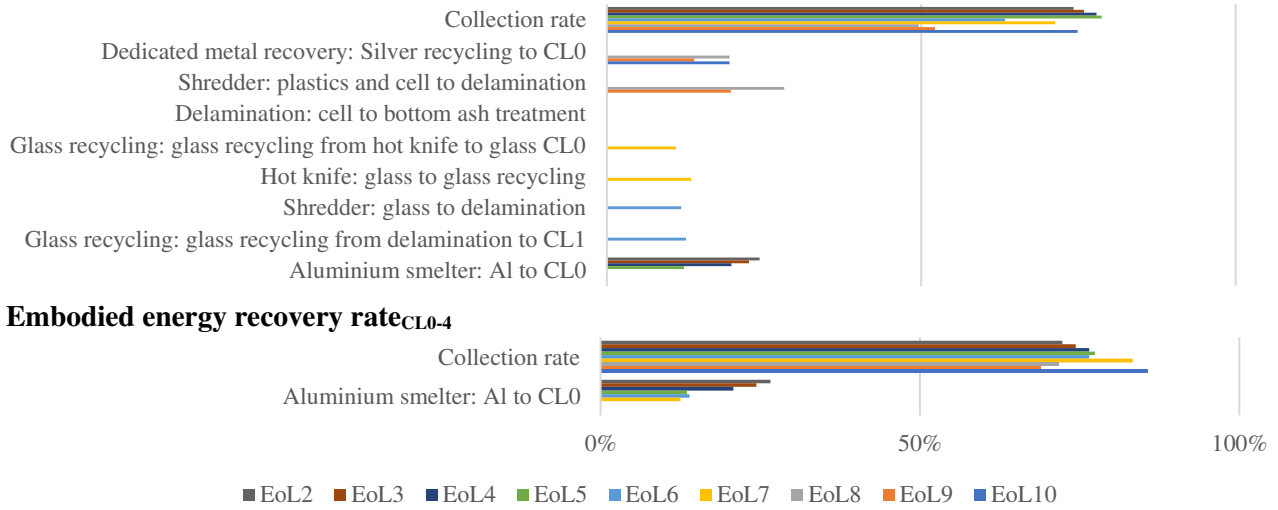 Collection rate
Dedicated metal recovery: Silver recycling to CL0
Shredder: plastics and cell to delamination
Delamination: cell to bottom ash treatment
Glass recycling: glass recycling from hot knife to glass CL0
Hot knife: glass to glass recycling
Shredder: glass to delamination
Glass recycling: glass recycling from delamination to CL1
Aluminium smelter: Al to CL0
Embodied energy recovery rateCL0-4
Collection rate
Aluminium smelter: Al to CL0
0% 50% 100%
EoL2 EoL3 EoL4 EoL5 EoL6 EoL7 EoL8 EoL9 EoL10